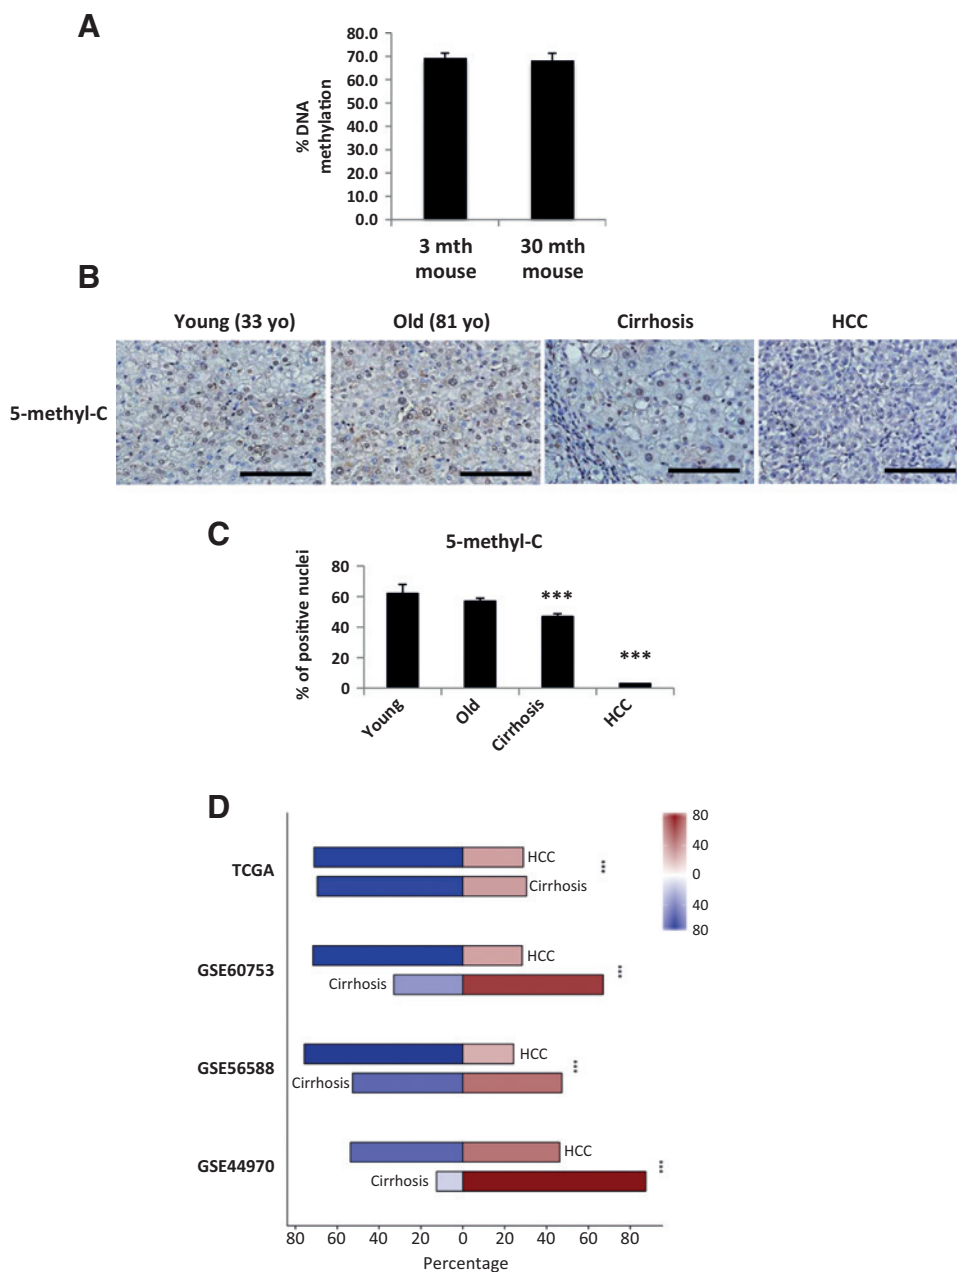 A
80.0
70.0
60.0
50.0
40.0
30.0
20.0
10.0
0.0
% DNA
methylation
3 mth
mouse
30 mth
mouse
B
Young (33 yo)
Old (81 yo)
Cirrhosis
HCC
5-methyl-C
C
5-methyl-C
% of positive nuclei
80
60
40
20
0
***
***
Young
Old
Cirrhosis
HCC
D
TCGA
HCC
Cirrhosis
***
GSE60753
HCC
Cirrhosis
***
GSE56588
HCC
Cirrhosis
***
GSE44970
HCC
Cirrhosis
***
80
40
0
40
80
80 60 40 20 0 20 40 60 80
Percentage